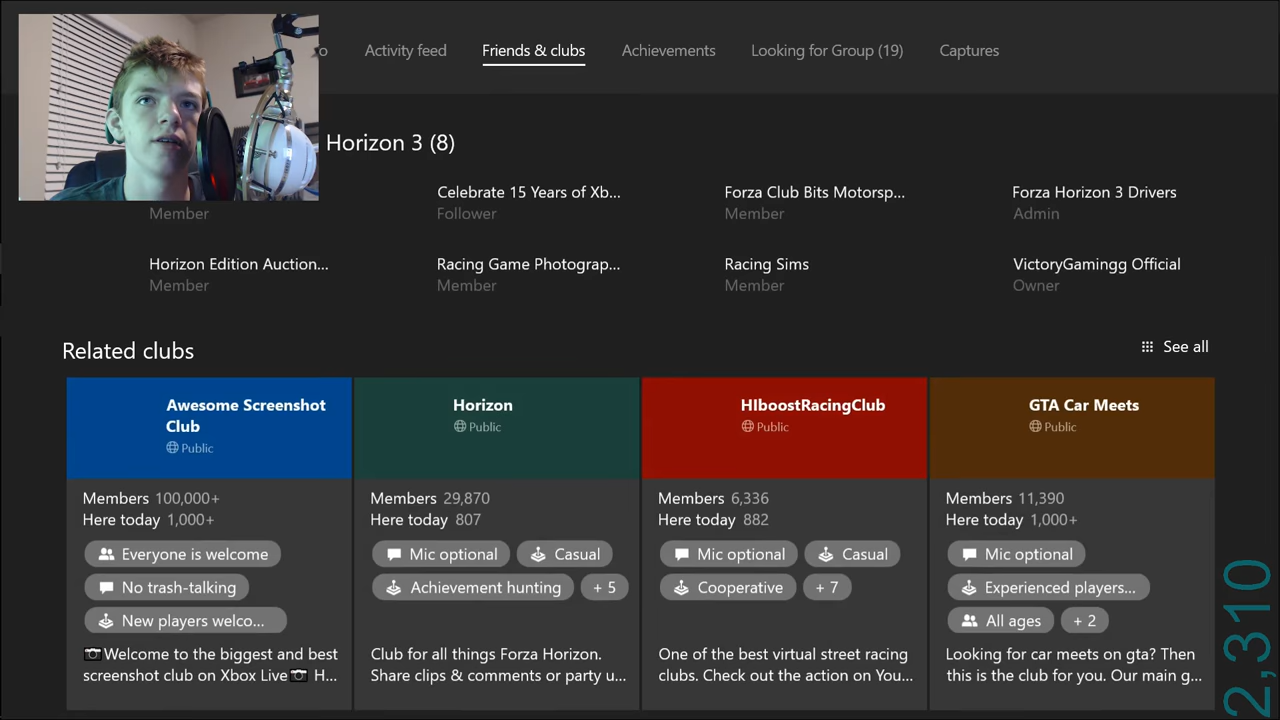 o
Activity feed
Friends & clubs
Achievements
Looking for Group (19)
Captures
Horizon 3 (8)
Member
Celebrate 15 Years of Xb...
Follower
Forza Club Bits Motorsp...
Member
Forza Horizon 3 Drivers
Admin
Horizon Edition Auction...
Member
Racing Game Photograp...
Member
Racing Sims
Member
VictoryGamingg Official
Owner
Related clubs
See all
Awesome Screenshot
Club
Public
Members 100,000+
Here today 1,000+
Everyone is welcome
No trash-talking
New players welco...
Welcome to the biggest and best
screenshot club on Xbox Live H...
Horizon
Public
Members 29,870
Here today 807
Mic optional
Casual
Achievement hunting
+ 5
Club for all things Forza Horizon.
Share clips & comments or party u...
HIboostRacingClub
Public
Members 6,336
Here today 882
Mic optional
Casual
Cooperative
+ 7
One of the best virtual street racing
clubs. Check out the action on You...
GTA Car Meets
Public
Members 11,390
Here today 1,000+
Mic optional
Experienced players...
All ages
+ 2
Looking for car meets on gta? Then
this is the club for you. Our main g...
2,310